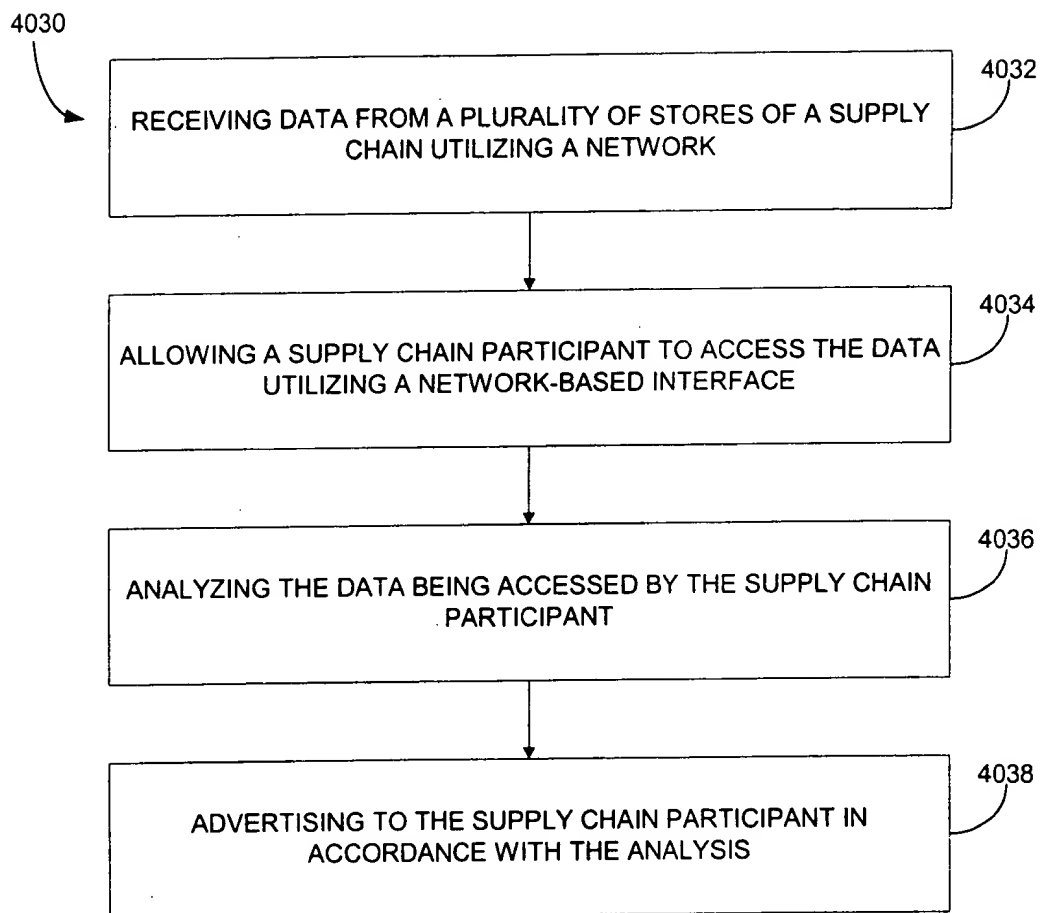 4030
4032
RECEIVING DATA FROM A PLURALITY OF STORES OF A SUPPLY
CHAIN UTILIZING A NETWORK
4034
ALLOWING A SUPPLY CHAIN PARTICIPANT TO ACCESS THE DATA
UTILIZING A NETWORK-BASED INTERFACE
4036
ANALYZING THE DATA BEING ACCESSED BY THE SUPPLY CHAIN
PARTICIPANT
4038
ADVERTISING TO THE SUPPLY CHAIN PARTICIPANT IN
ACCORDANCE WITH THE ANALYSIS